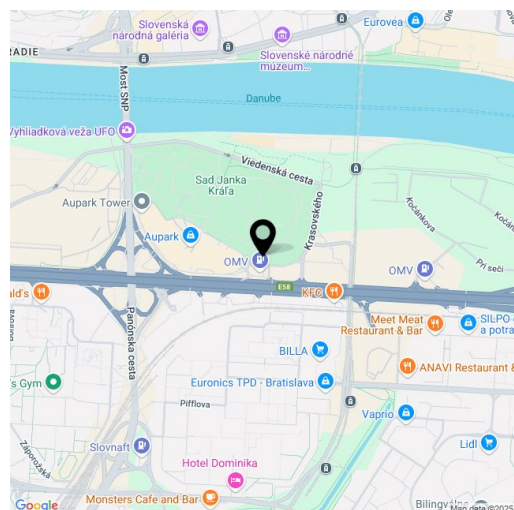 Slovenská
národná galéria
Eurovea
RADIE
Slovenské národné
múzeum...
Most SNP
Danube
Vyhliadková veža UFO
Viedenská cesta
Sad Janka
Kráľa
Aupark Tower
Krasovského
Kočánkova
Aupark
OMV
OMV
Pri seči
E58
KFC
ald's
Panónska cesta
Meet Meat
Restaurant & Bar
SILPO
a potra
BILLA
ANAVI Restaurant &
's Gym
Euronics TPD - Bratislava
Pifflova
Vaprio
Záporožská
Slovnaft
Lidl
Hotel Dominika
Monsters Cafe and Bar
Google
Map data ©2025